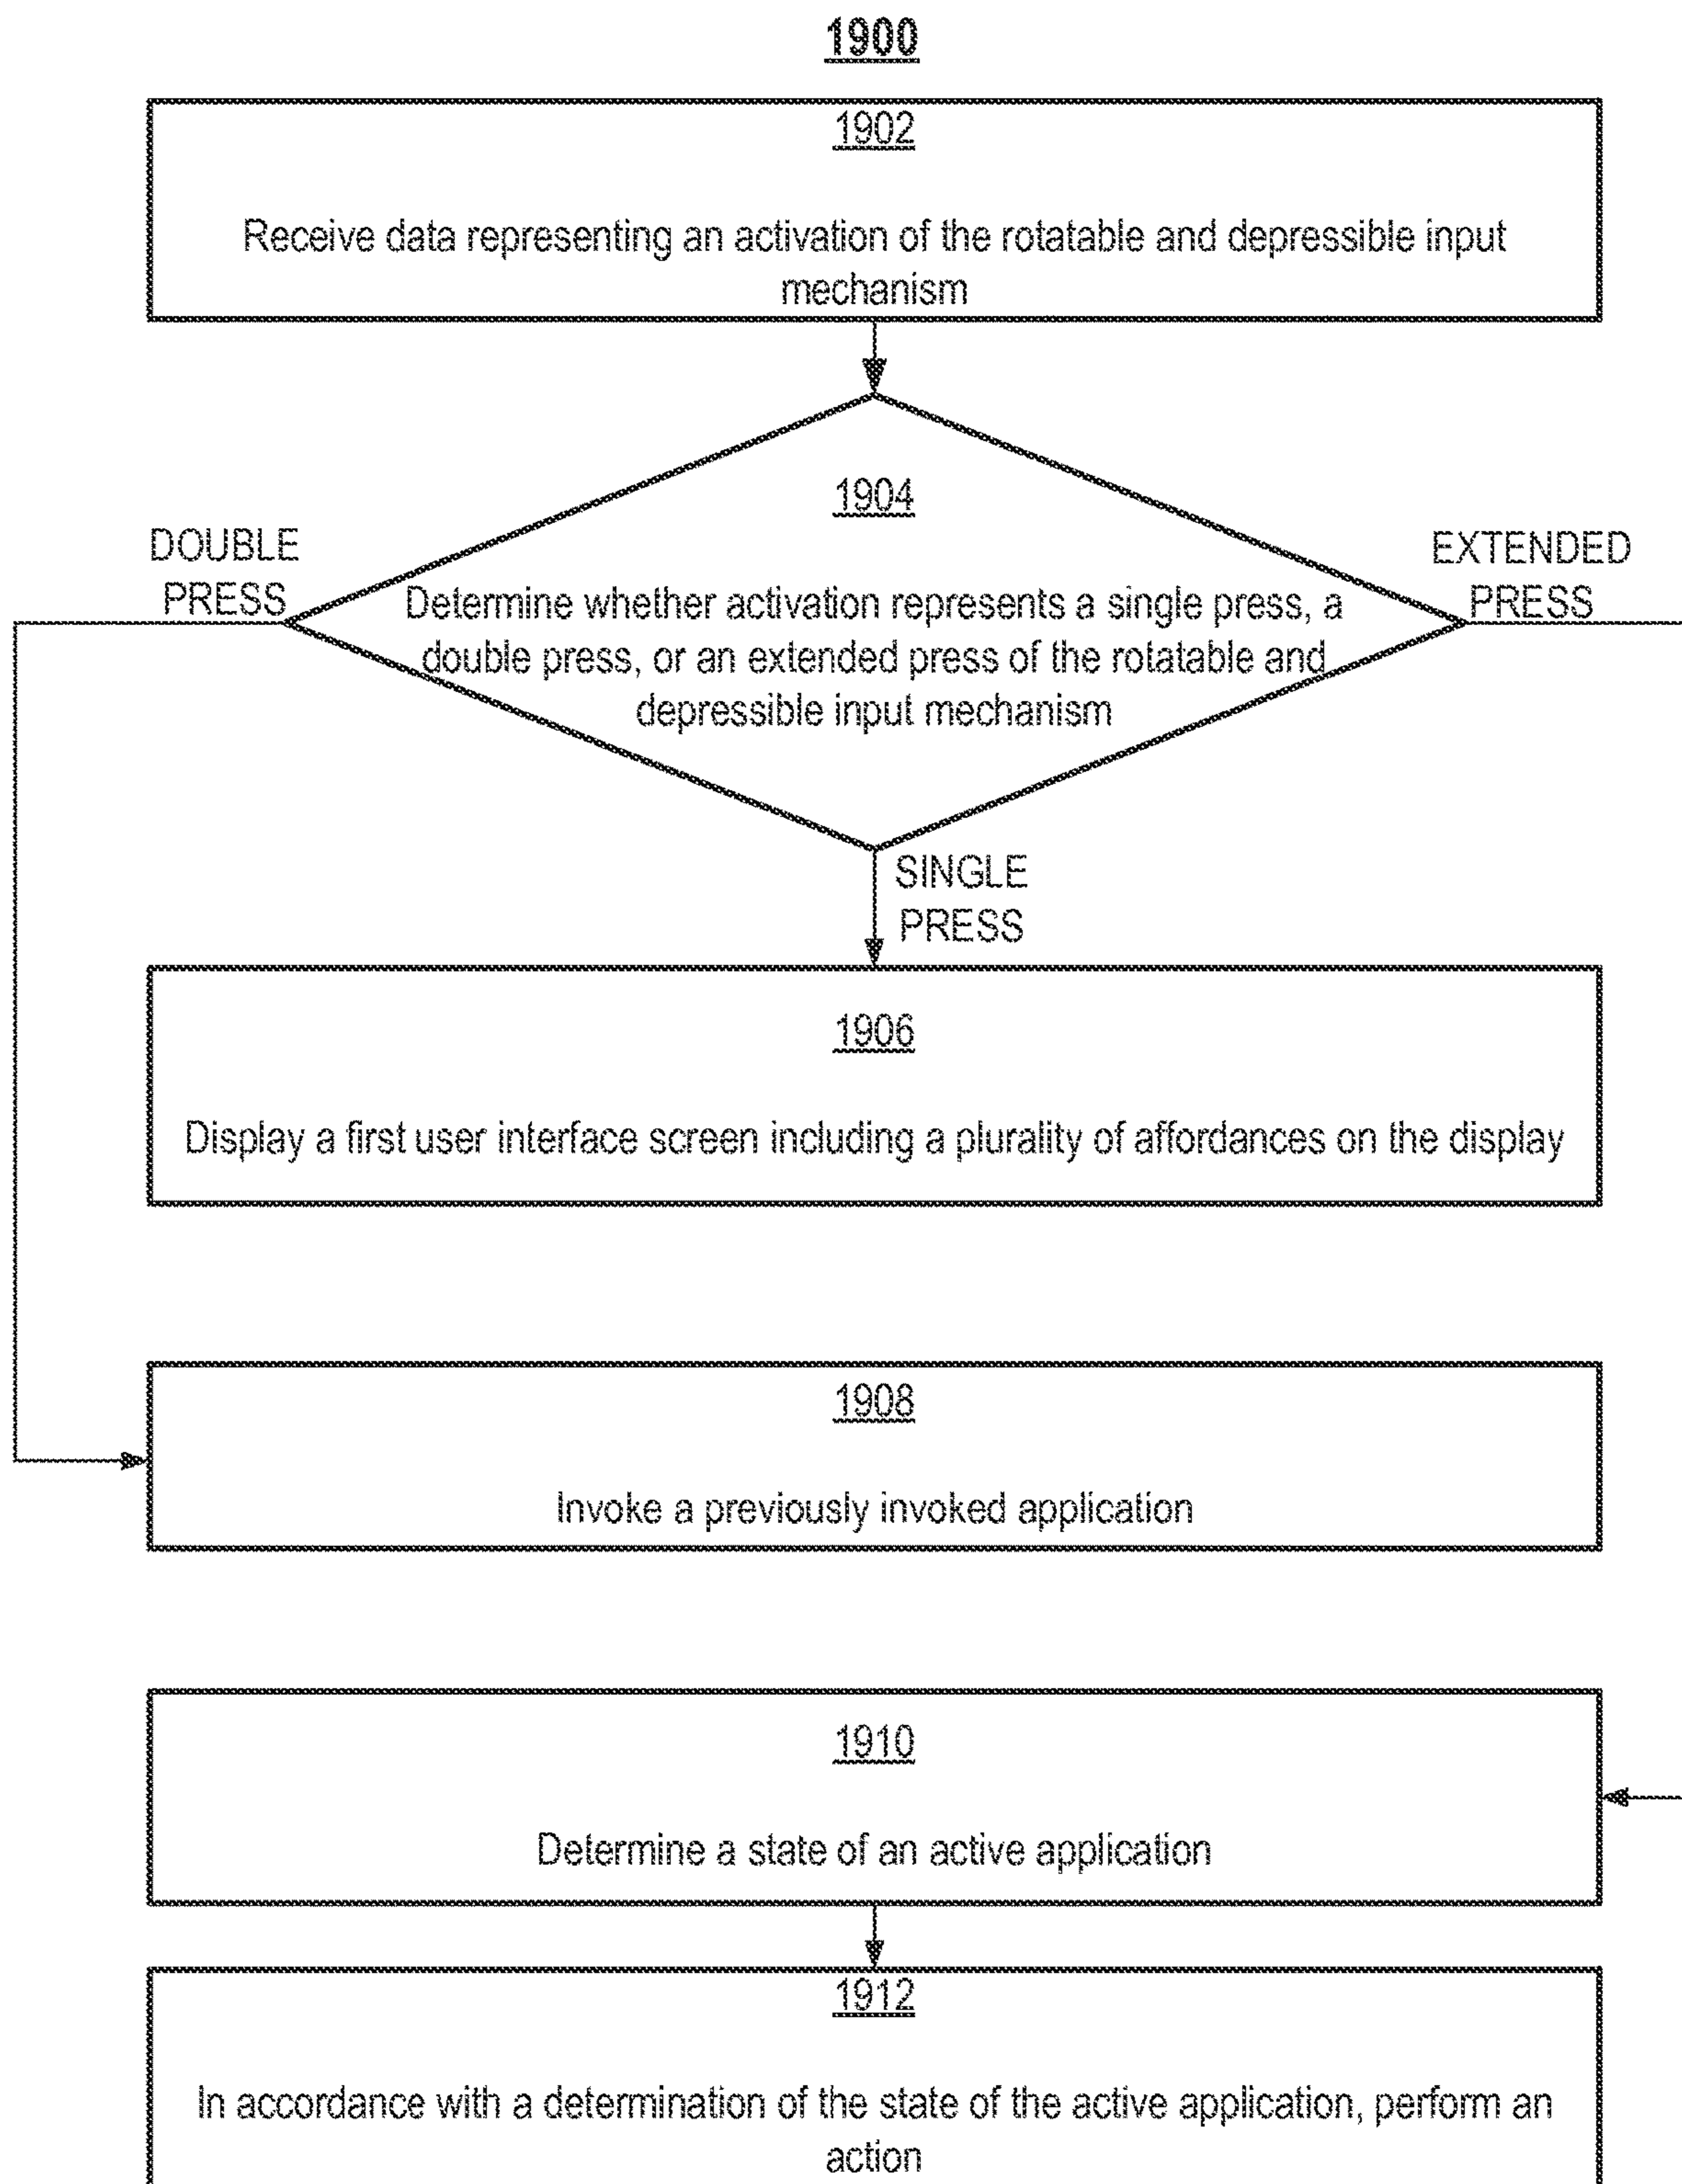 1900
1902
Receive data representing an activation of the rotatable and depressible input
mechanism
1904
DOUBLE
PRESS
EXTENDED
PRESS
Determine whether activation represents a single press, a
double press, or an extended press of the rotatable and
depressible input mechanism
SINGLE
PRESS
1906
Display a first user interface screen including a plurality of affordances on the display
1908
Invoke a previously invoked application
1910
Determine a state of an active application
1912
In accordance with a determination of the state of the active application, perform an
action